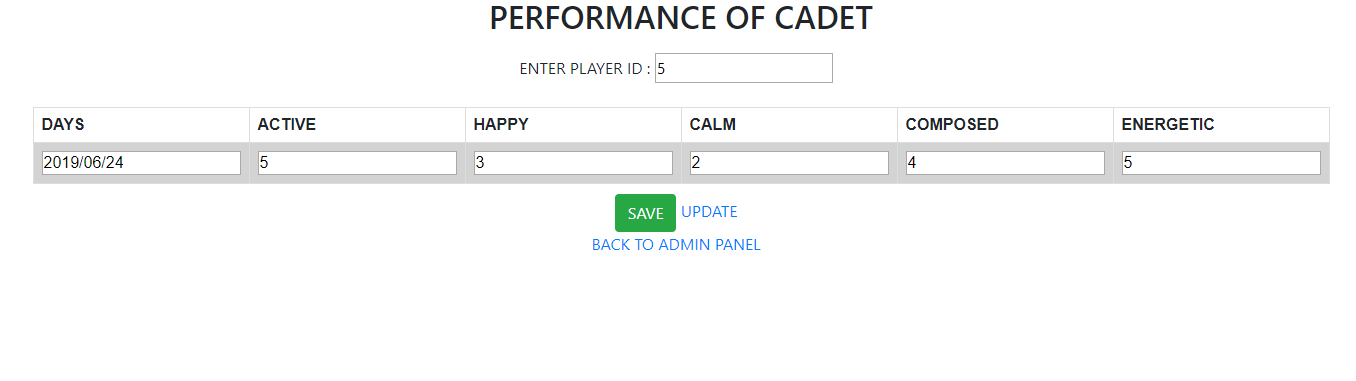 PERFORMANCE OF CADET
ENTER PLAYER ID : 5
DAYS ACTIVE HAPPY CALM COMPOSED ENERGETIC
2019/06/24 5 3 2 4 5
SAVE UPDATE
BACK TO ADMIN PANEL